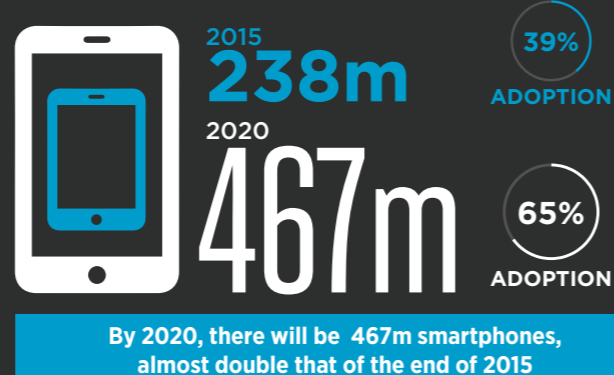 2015
238m
39%
ADOPTION
2020
467m
65%
ADOPTION
By 2020, there will be 467m smartphones,
almost double that of the end of 2015